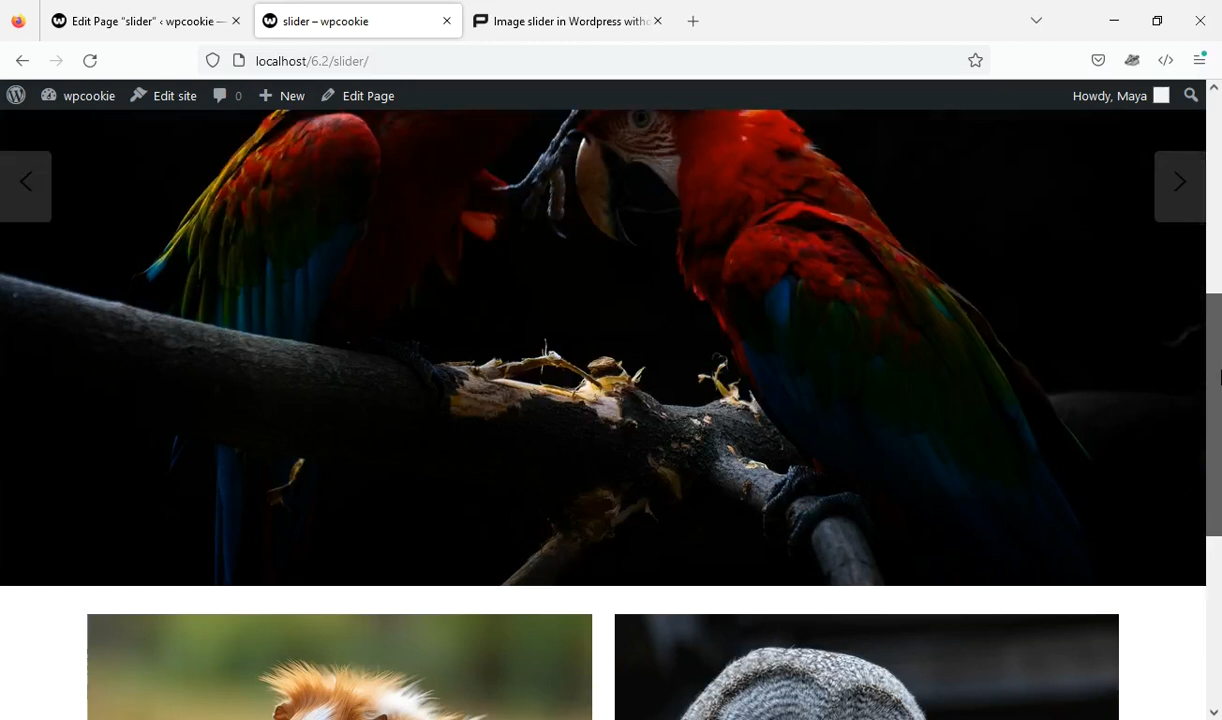 Edit Page "slider" ‹ wpcookie —
slider – wpcookie
Image slider in Wordpress witho
localhost/6.2/slider/
wpcookie
Edit site
0
New
Edit Page
Howdy, Maya